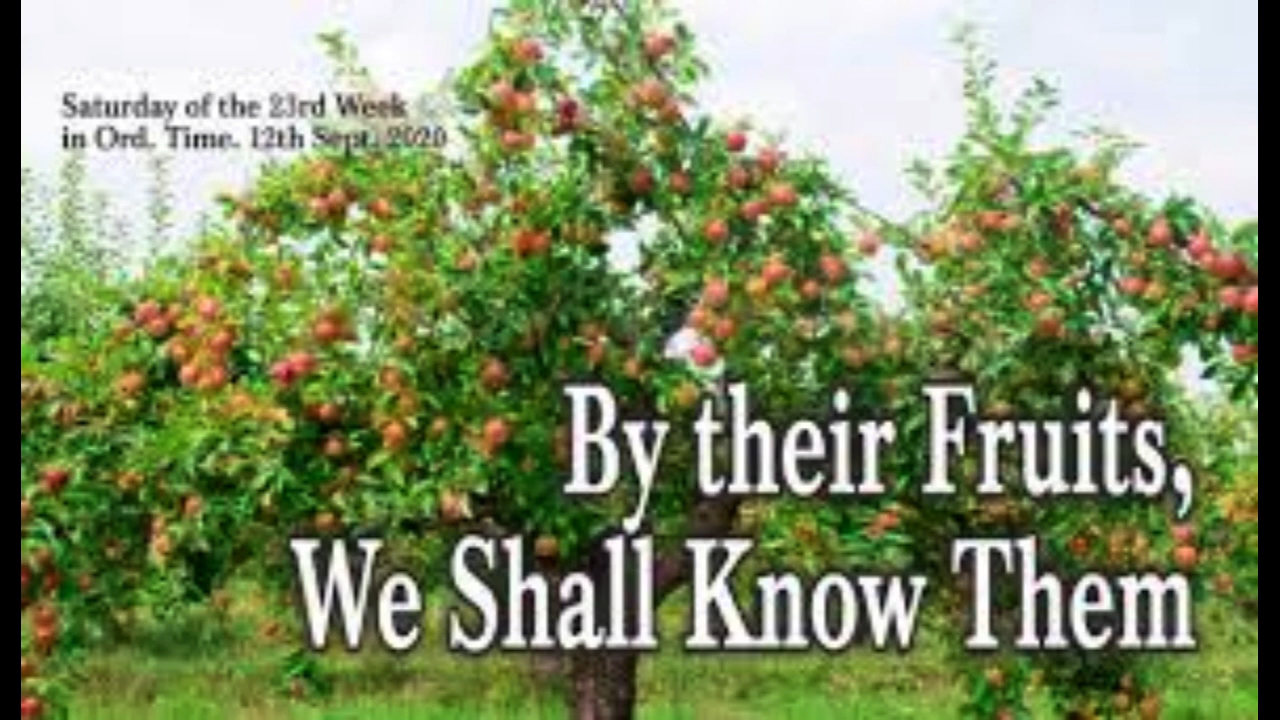 Saturday of the 23rd Week
in Ord. Time. 12th Sept. 2020
By their Fruits,
We Shall Know Them